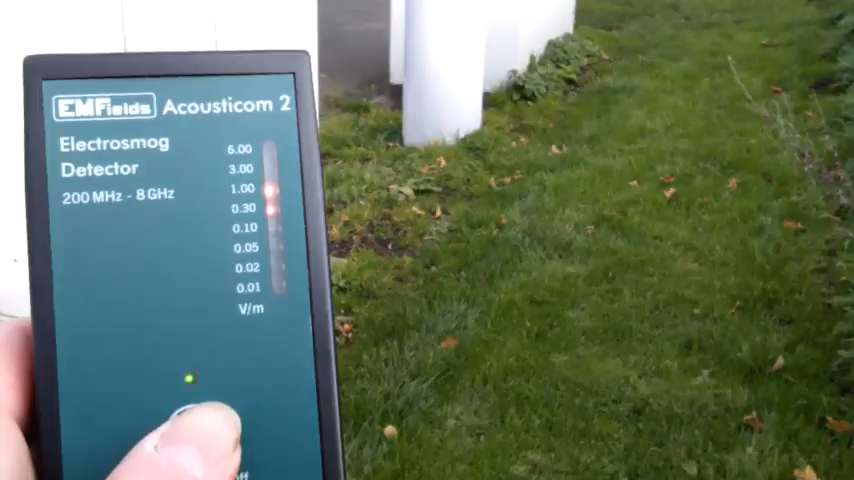 EMFields Acousticom 2
Electrosmog
Detector
200 MHz - 8 GHz
6.00
3.00
1.00
0.30
0.10
0.05
0.02
0.01
V/m